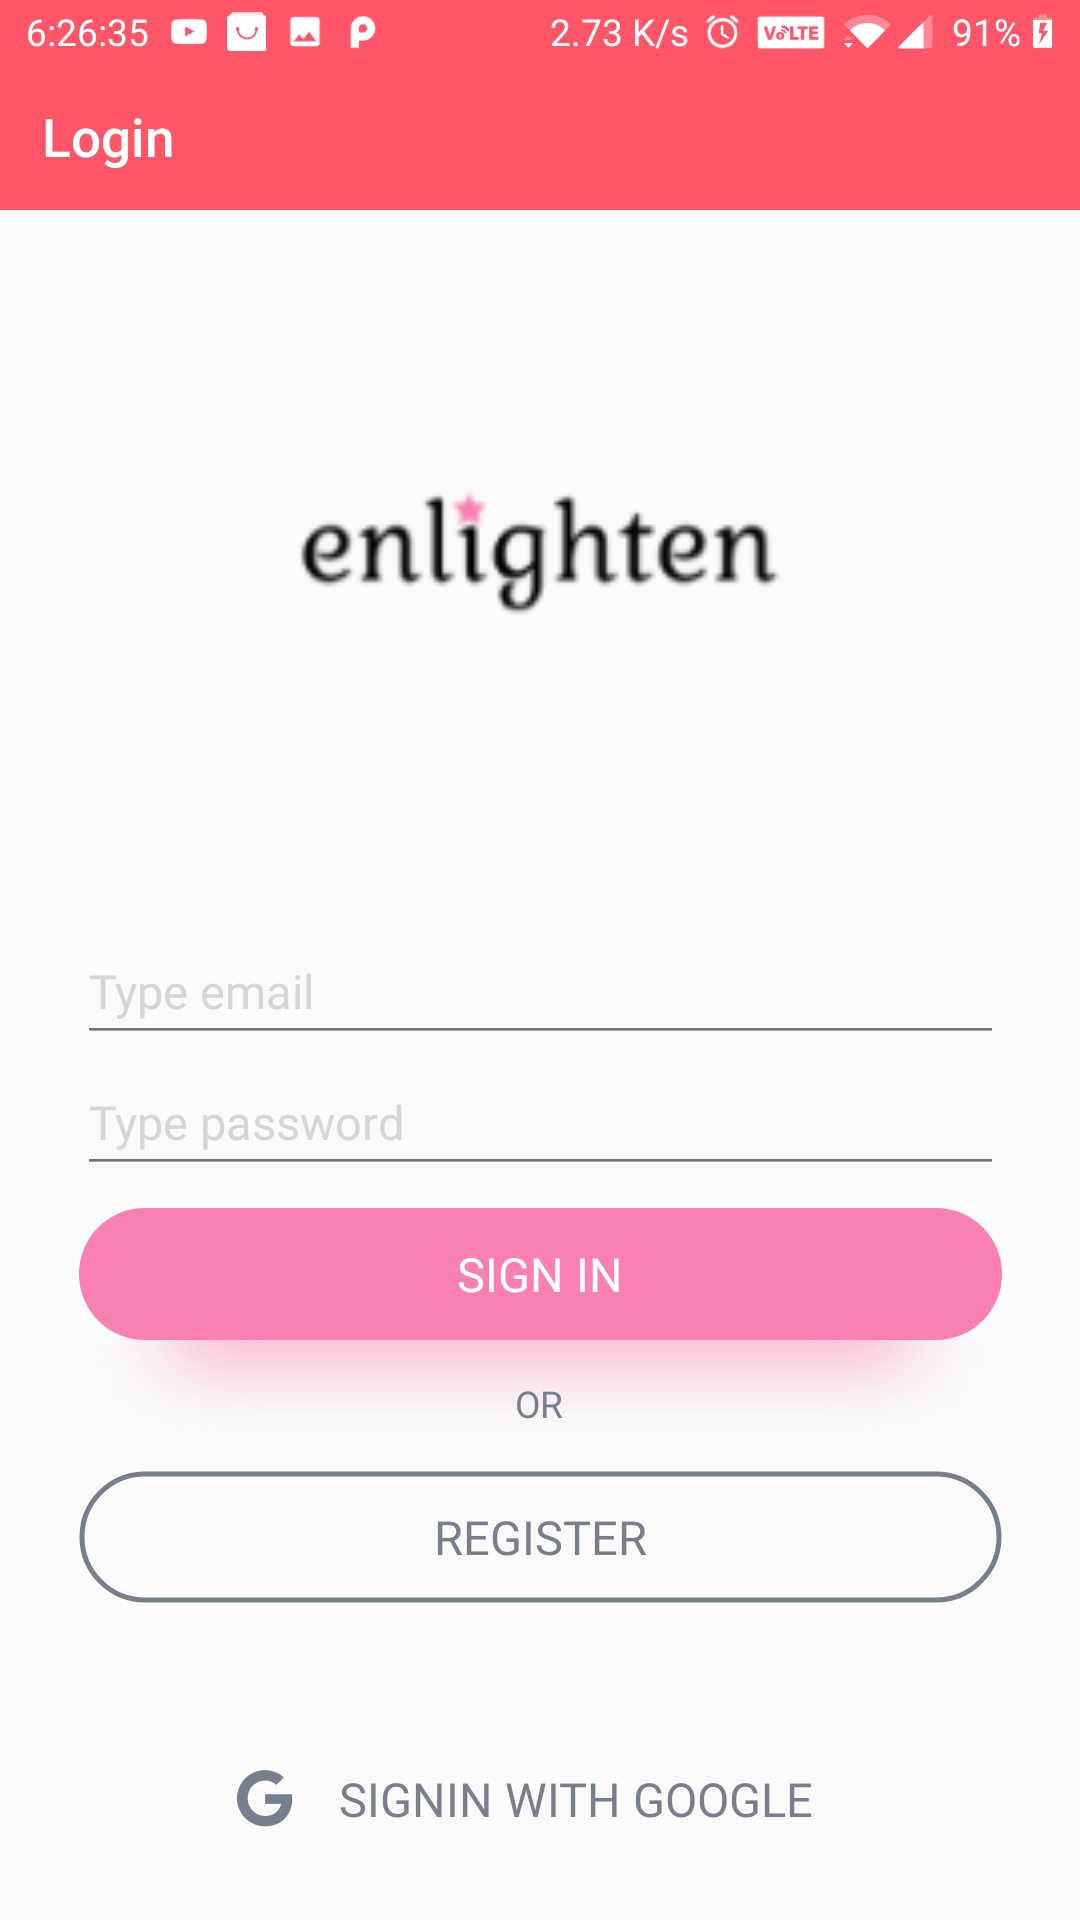 6:26:35 2.73 K/s VoLTE 91%
Login
enlighten
Type email
Type password
SIGN IN
OR
REGISTER
G SIGNIN WITH GOOGLE